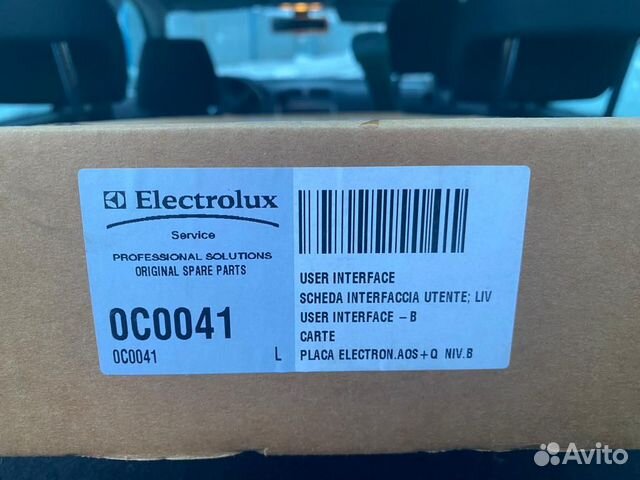 Electrolux
Service
PROFESSIONAL SOLUTIONS
ORIGINAL SPARE PARTS
0C0041
0C0041 L
USER INTERFACE
SCHEDA INTERFACCIA UTENTE; LIV
USER INTERFACE - B
CARTE
PLACA ELECTRON.AOS+Q NIV.B
Avito